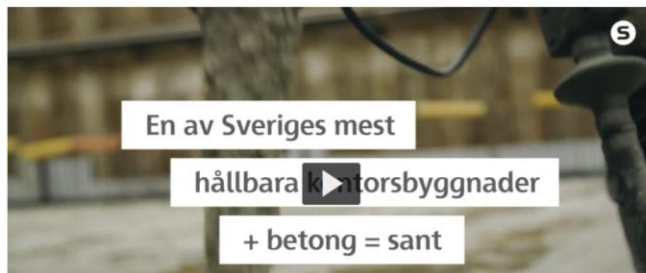 S
En av Sveriges mest
hållbara kontorsbyggnader
+ betong = sant